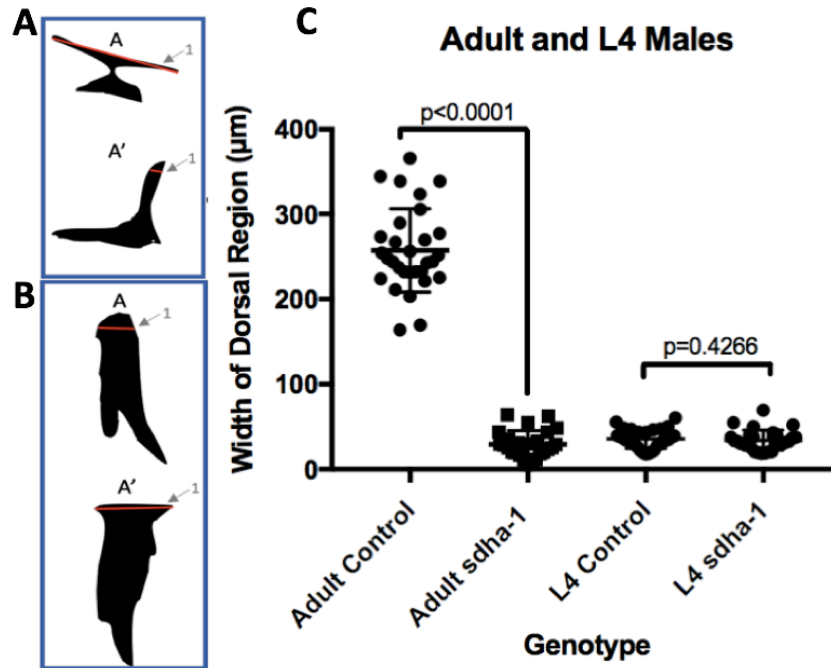 A
A
1
A'
1
B
A
1
A'
1
C
Adult and L4 Males
p<0.0001
p=0.4266
Width of Dorsal Region (µm)
400
300
200
100
0
Adult Control
Adult sdha-1
L4 Control
L4 sdha-1
Genotype